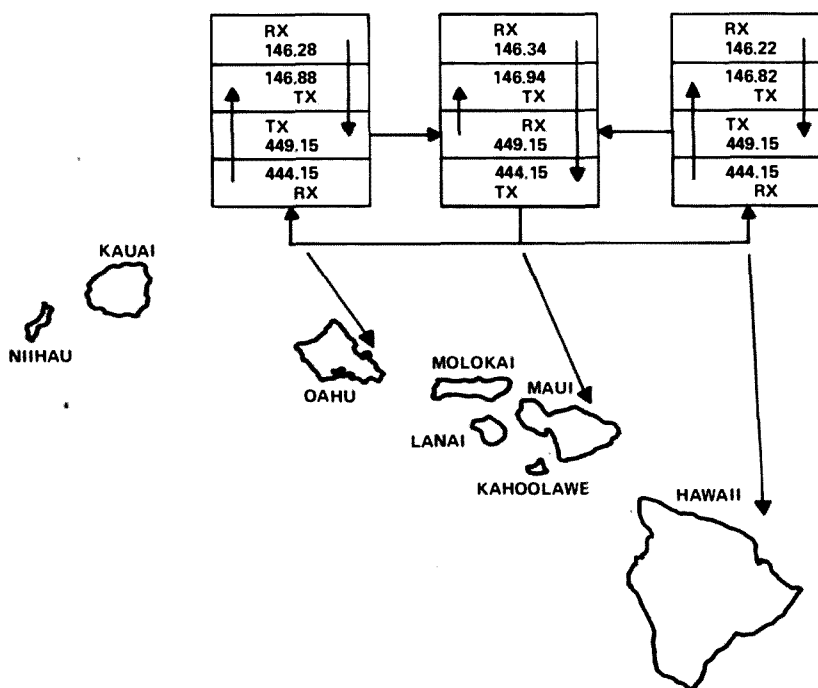 RX
146.28
146.88
TX
TX
449.15
444.15
RX
RX
146.34
146.94
TX
RX
449.15
444.15
TX
RX
146.22
146.82
TX
TX
449.15
444.15
RX
KAUAI
NIIHAU
OAHU
MOLOKAI
MAUI
LANAI
KAHOOLAWE
HAWAII